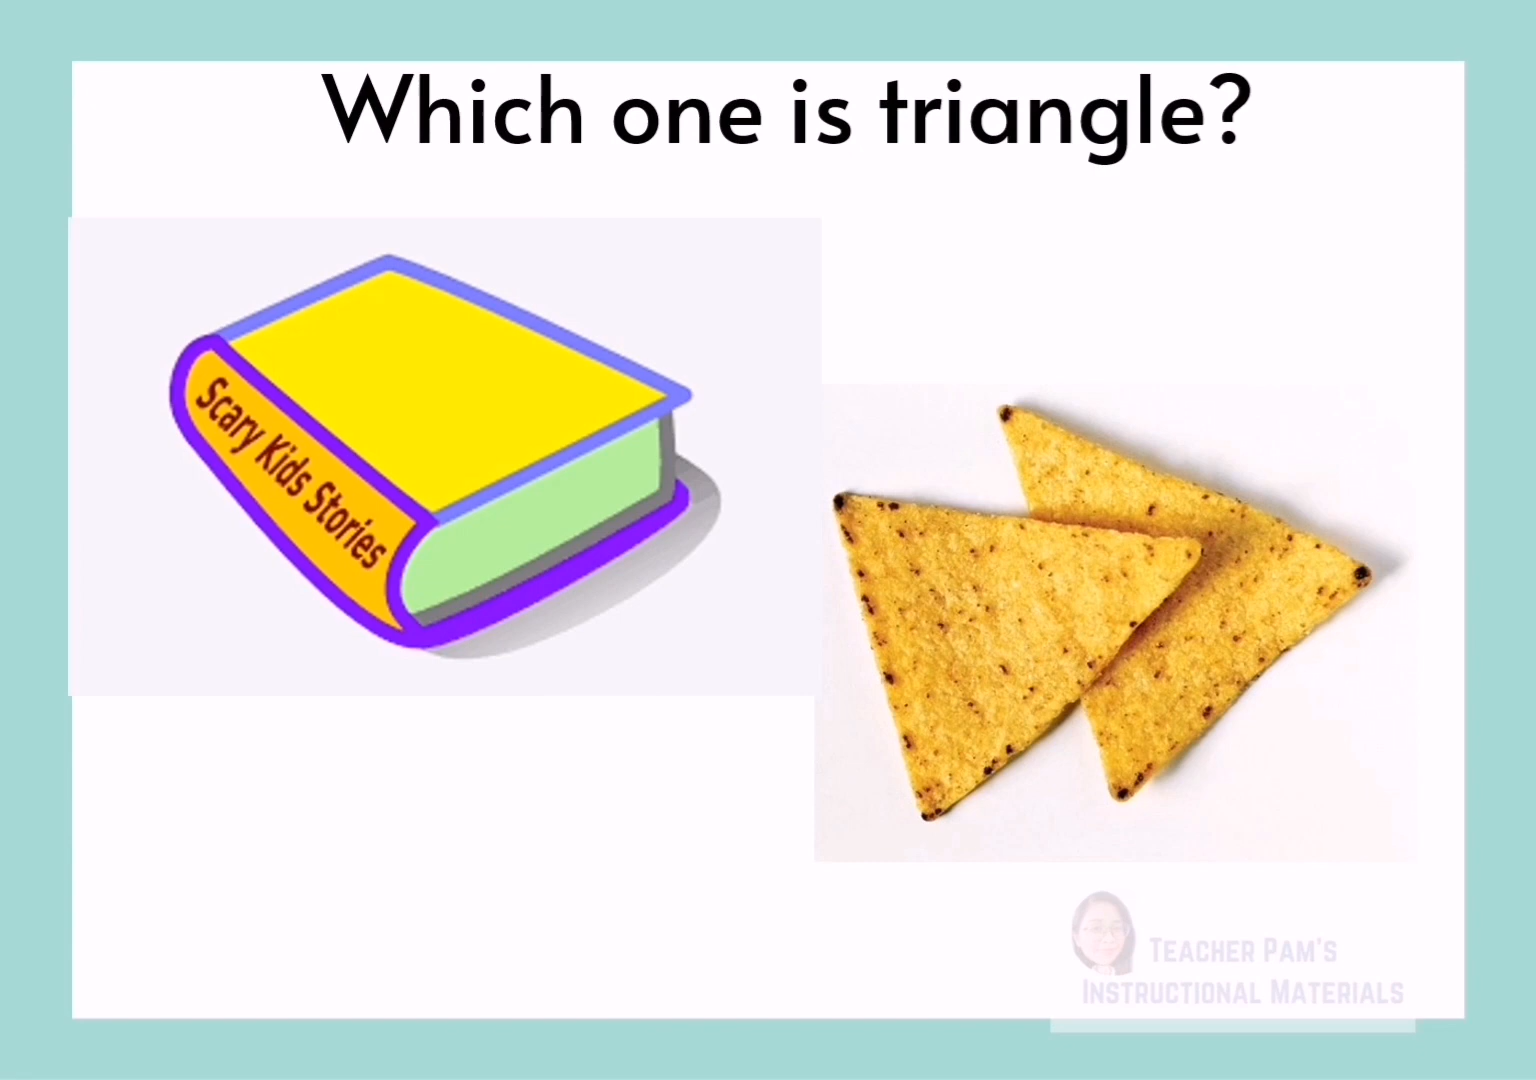 Which one is triangle?
Scary Kids Stories
TEACHER PAM'S
INSTRUCTIONAL MATERIALS